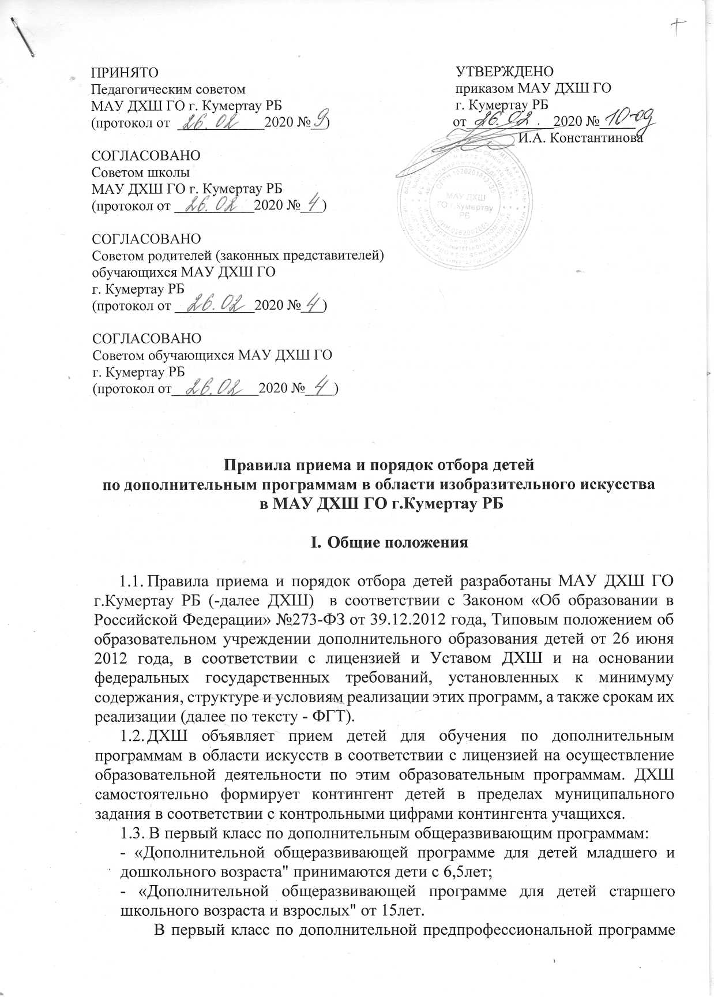 ПРИНЯТО
Педагогическим советом
МАУ ДХШ ГО г. Кумертау РБ
(протокол от 26.02 2020 № 9)
УТВЕРЖДЕНО
приказом МАУ ДХШ ГО
г. Кумертау РБ
от 26.02. 2020 № 10-од
И.А. Константинова
МАУ ДХШ
ГО г.Кумертау
РБ
СОГЛАСОВАНО
Советом школы
МАУ ДХШ ГО г. Кумертау РБ
(протокол от 26.02 2020 № 4)
СОГЛАСОВАНО
Советом родителей (законных представителей)
обучающихся МАУ ДХШ ГО
г. Кумертау РБ
(протокол от 26.02 2020 № 4)
СОГЛАСОВАНО
Советом обучающихся МАУ ДХШ ГО
г. Кумертау РБ
(протокол от 26.02 2020 № 4)
Правила приема и порядок отбора детей
по дополнительным программам в области изобразительного искусства
в МАУ ДХШ ГО г.Кумертау РБ
I. Общие положения
1.1. Правила приема и порядок отбора детей разработаны МАУ ДХШ ГО
г.Кумертау РБ (-далее ДХШ) в соответствии с Законом «Об образовании в
Российской Федерации» №273-ФЗ от 39.12.2012 года, Типовым положением об
образовательном учреждении дополнительного образования детей от 26 июня
2012 года, в соответствии с лицензией и Уставом ДХШ и на основании
федеральных государственных требований, установленных к минимуму
содержания, структуре и условиям реализации этих программ, а также срокам их
реализации (далее по тексту - ФГТ).
1.2. ДХШ объявляет прием детей для обучения по дополнительным
программам в области искусств в соответствии с лицензией на осуществление
образовательной деятельности по этим образовательным программам. ДХШ
самостоятельно формирует контингент детей в пределах муниципального
задания в соответствии с контрольными цифрами контингента учащихся.
1.3. В первый класс по дополнительным общеразвивающим программам:
- «Дополнительной общеразвивающей программе для детей младшего и
дошкольного возраста" принимаются дети с 6,5лет;
- «Дополнительной общеразвивающей программе для детей старшего
школьного возраста и взрослых" от 15лет.
В первый класс по дополнительной предпрофессиональной программе